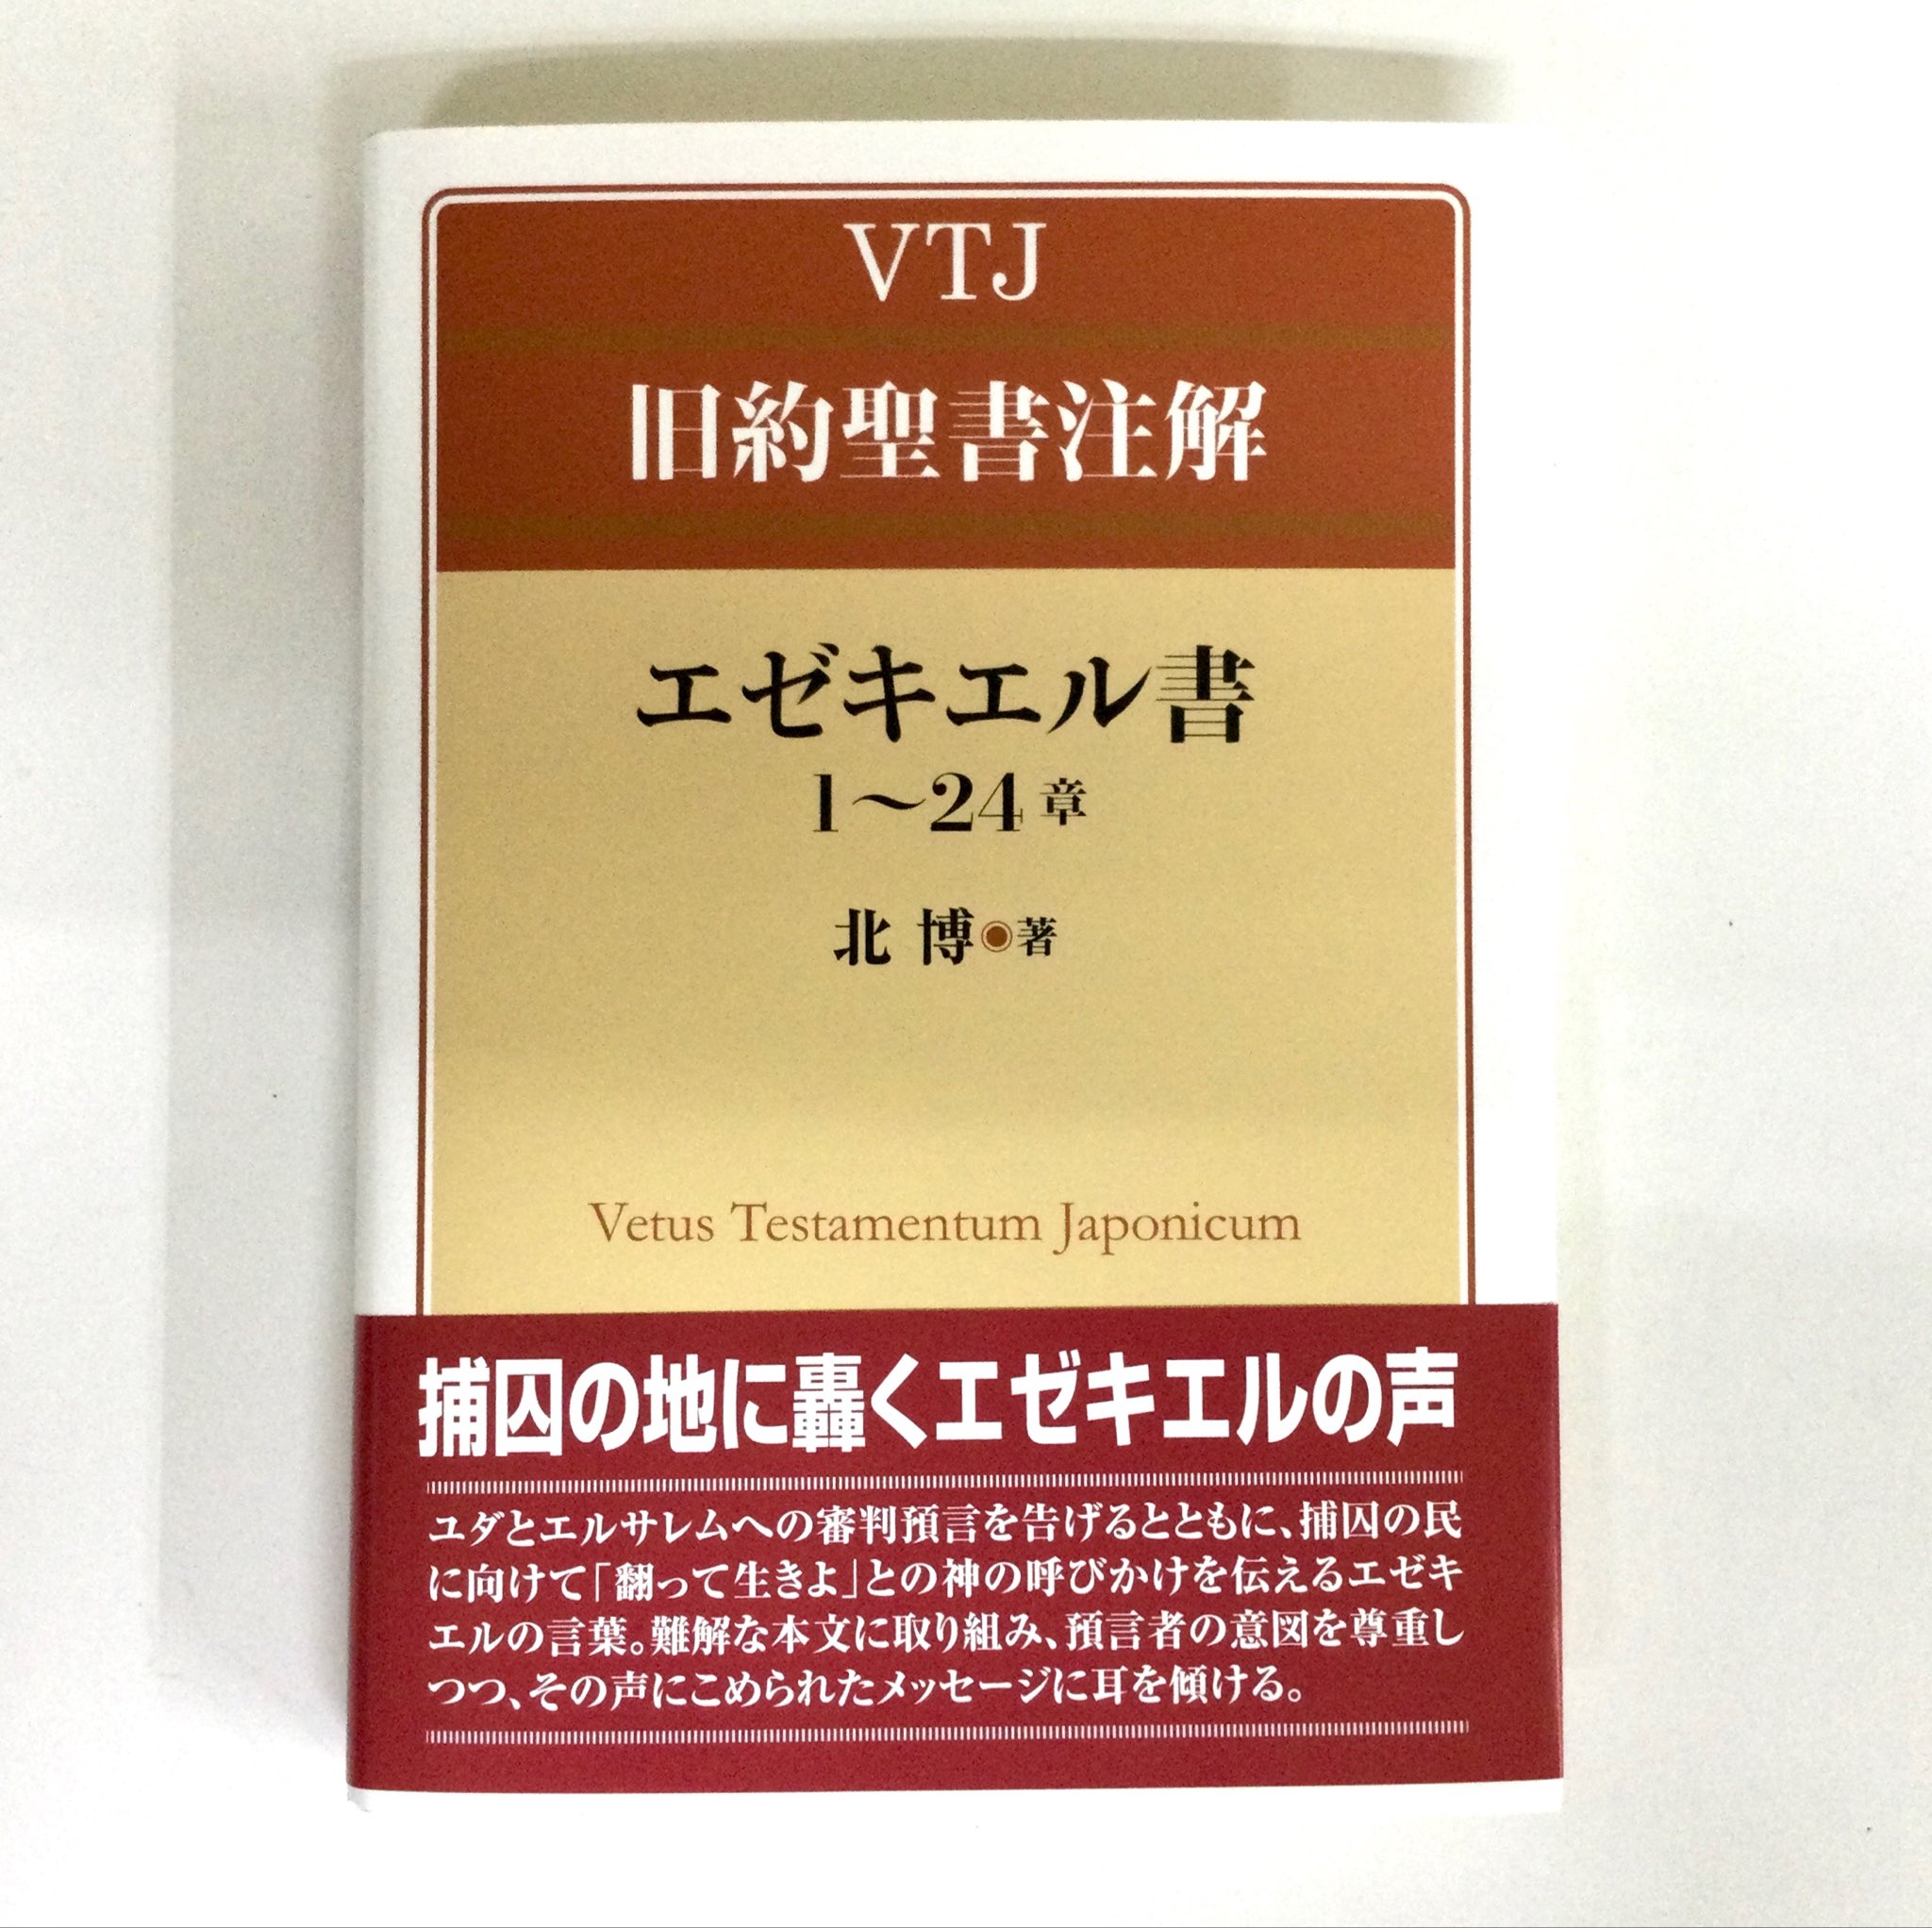 VTJ
旧約聖書注解
エゼキエル書
1〜24章
北 博◉著
Vetus Testamentum Japonicum
捕囚の地に轟くエゼキエルの声
ユダとエルサレムへの審判預言を告げるとともに、捕囚の民
に向けて「翻って生きよ」との神の呼びかけを伝えるエゼキ
エルの言葉。難解な本文に取り組み、預言者の意図を尊重し
つつ、その声にこめられたメッセージに耳を傾ける。